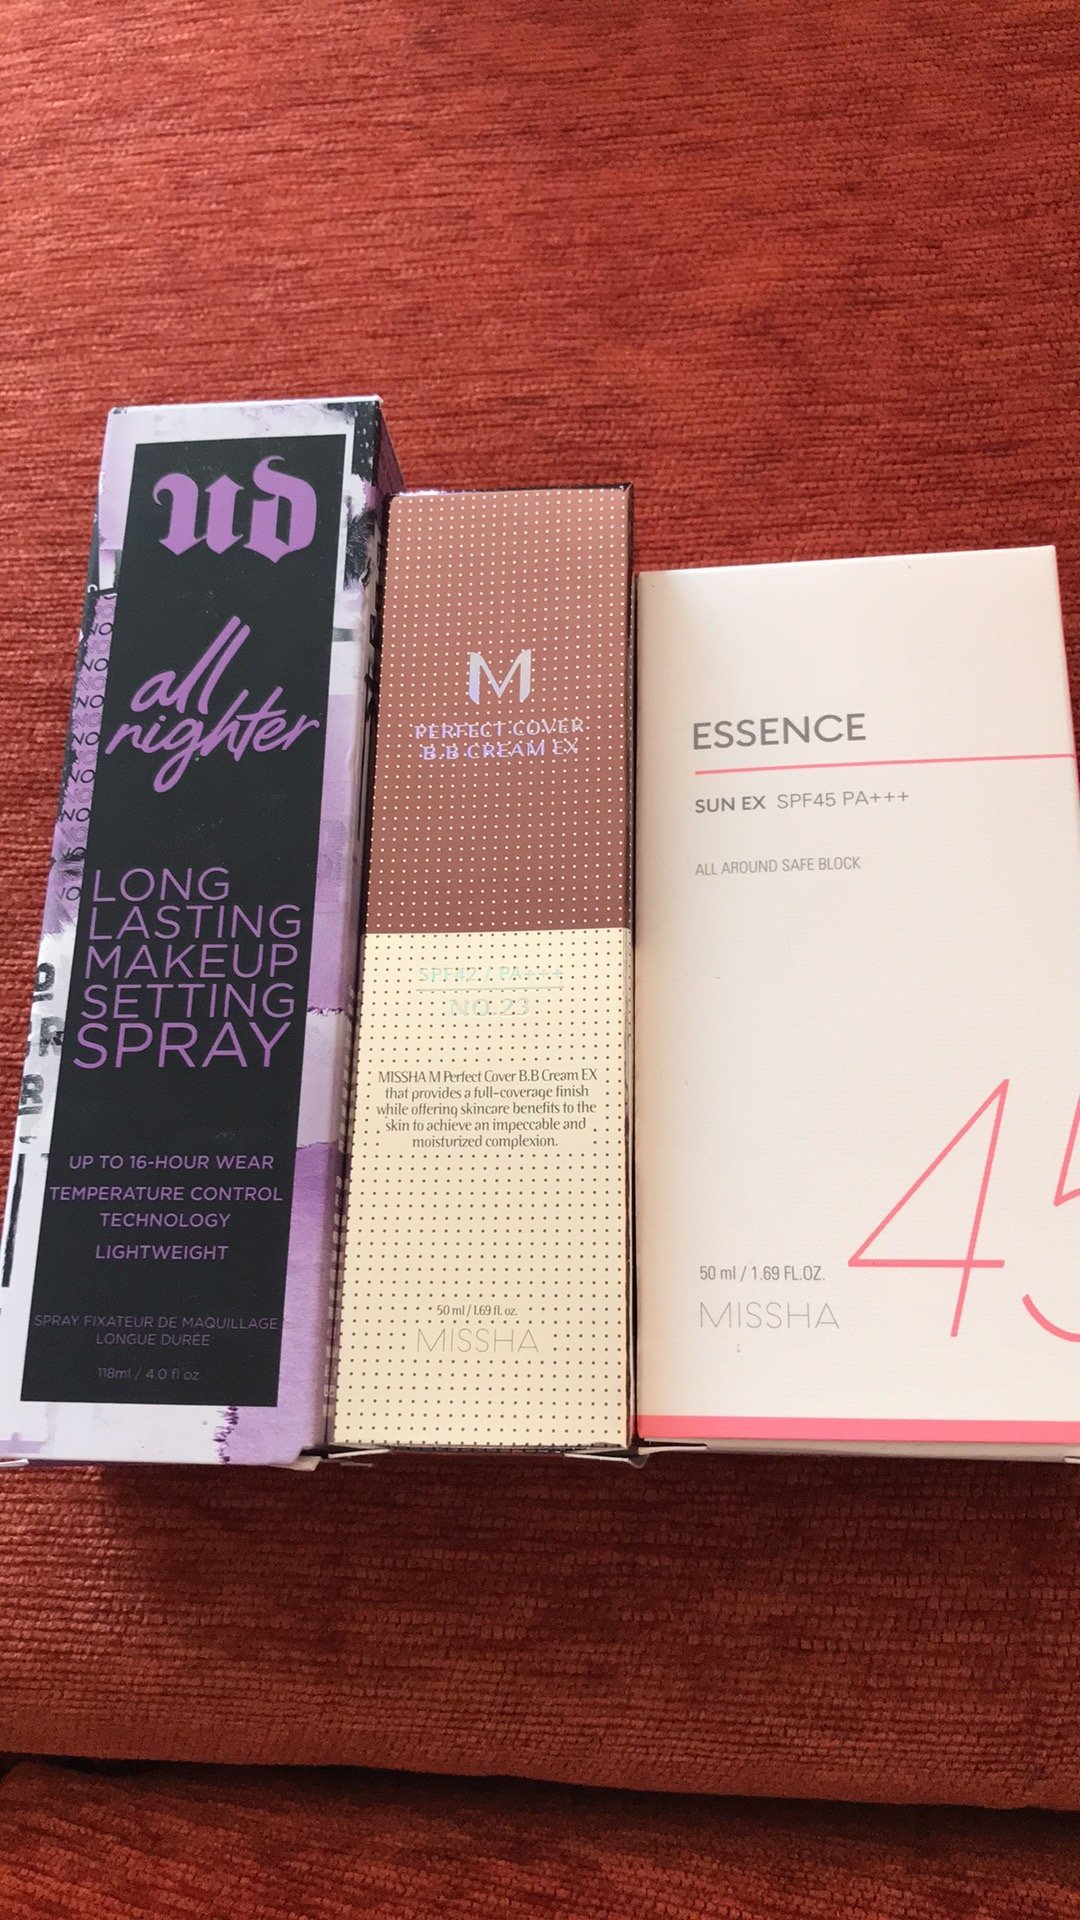 ud
all
nighter
LONG
LASTING
MAKEUP
SETTING
SPRAY
UP TO 16-HOUR WEAR
TEMPERATURE CONTROL
TECHNOLOGY
LIGHTWEIGHT
SPRAY FIXATEUR DE MAQUILLAGE
LONGUE DURÉE
118ml / 4.0 fl oz
M
PERFECT COVER
B.B CREAM EX
SPF42 / PA+++
NO.23
MISSHA M Perfect Cover B.B Cream EX
that provides a full-coverage finish
while offering skincare benefits to the
skin to achieve an impeccable and
moisturized complexion.
50 ml / 1.69 fl. oz.
MISSHA
ESSENCE
SUN EX SPF45 PA+++
ALL AROUND SAFE BLOCK
45
50 ml / 1.69 FL.OZ.
MISSHA